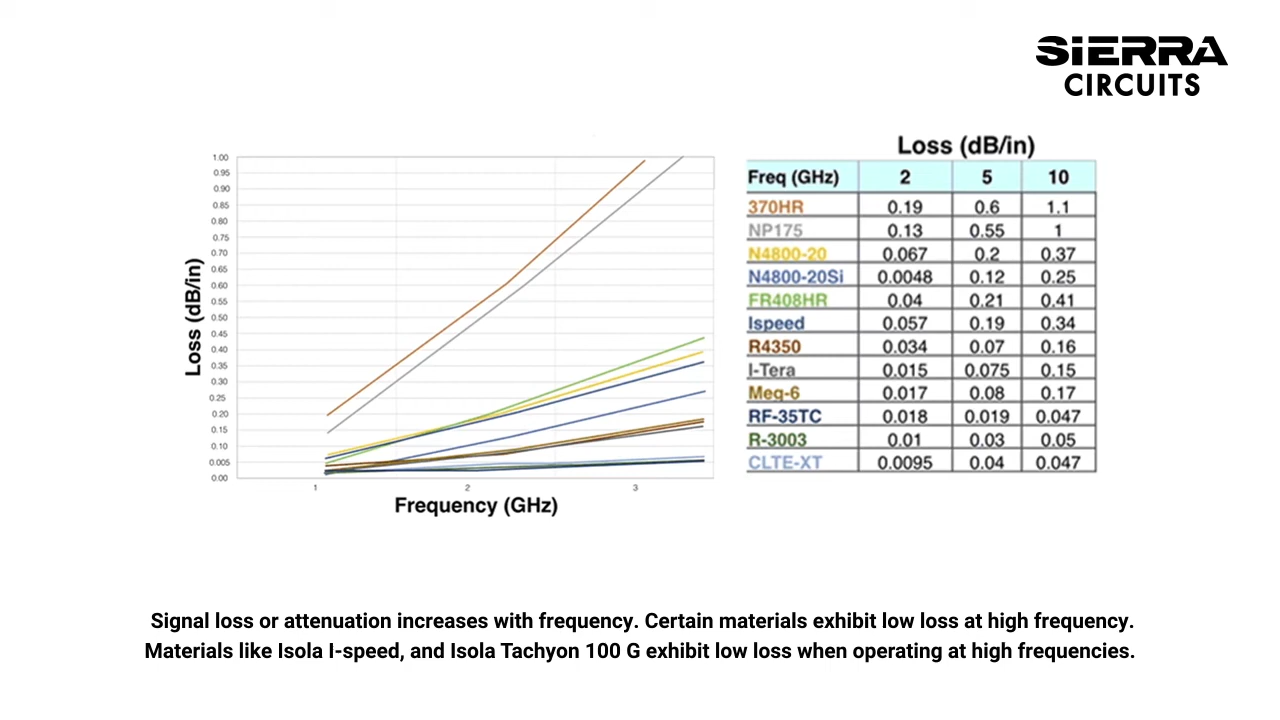 SiERRA
CIRCUITS
Loss (dB/in)
1.00
0.95
0.90
0.85
0.80
0.75
0.70
0.65
0.60
0.55
0.50
0.45
0.40
0.35
0.30
0.25
0.20
0.15
0.10
0.005
0.00
1 2 3
Frequency (GHz)
Loss (dB/in)
Freq (GHz) 2 5 10
370HR 0.19 0.6 1.1
NP175 0.13 0.55 1
N4800-20 0.067 0.2 0.37
N4800-20Si 0.0048 0.12 0.25
FR408HR 0.04 0.21 0.41
Ispeed 0.057 0.19 0.34
R4350 0.034 0.07 0.16
I-Tera 0.015 0.075 0.15
Meq-6 0.017 0.08 0.17
RF-35TC 0.018 0.019 0.047
R-3003 0.01 0.03 0.05
CLTE-XT 0.0095 0.04 0.047
Signal loss or attenuation increases with frequency. Certain materials exhibit low loss at high frequency.
Materials like Isola I-speed, and Isola Tachyon 100 G exhibit low loss when operating at high frequencies.